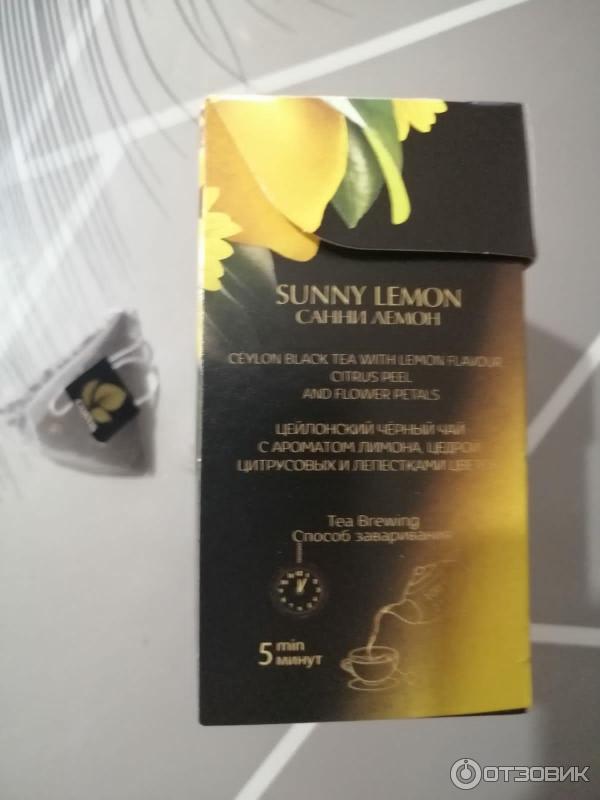 SUNNY LEMON
САННИ ЛЕМОН
CEYLON BLACK TEA WITH LEMON FLAVOUR,
CITRUS PEEL
AND FLOWER PETALS
ЦЕЙЛОНСКИЙ ЧЁРНЫЙ ЧАЙ
С АРОМАТОМ ЛИМОНА, ЦЕДРОЙ
ЦИТРУСОВЫХ И ЛЕПЕСТКАМИ
Tea Brewing
Способ заваривания
5 min
минут
CURTIS
ОТЗОВИК